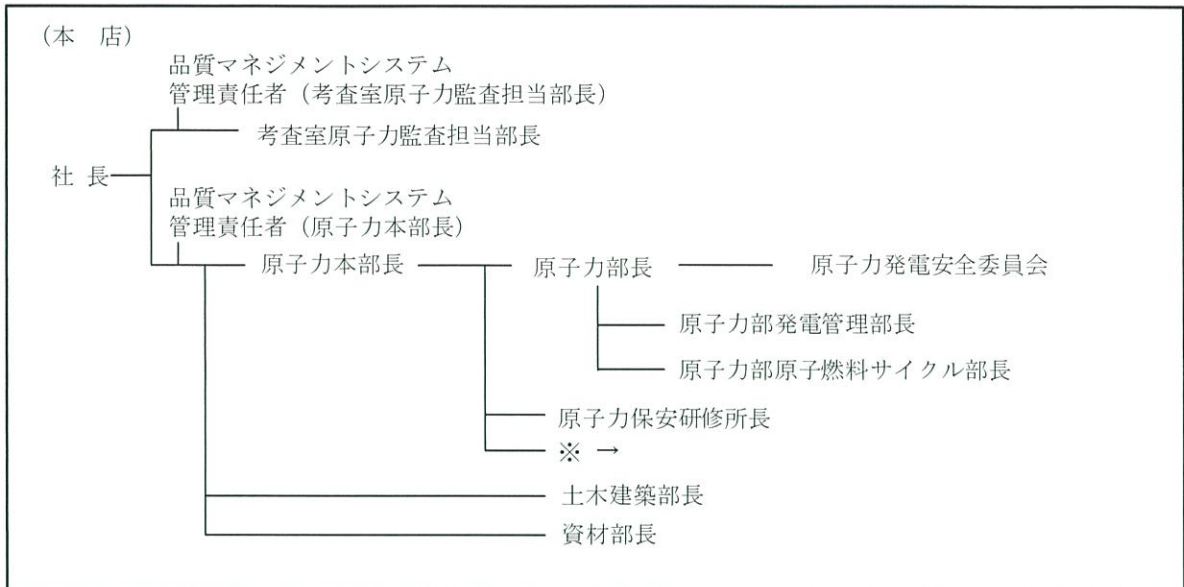 (本 店)
品質マネジメントシステム
管理責任者(考査室原子力監査担当部長)
考査室原子力監査担当部長
社 長
品質マネジメントシステム
管理責任者(原子力本部長)
原子力本部長 原子力部長 原子力発電安全委員会
原子力部発電管理部長
原子力部原子燃料サイクル部長
原子力保安研修所長
※ →
土木建築部長
資材部長